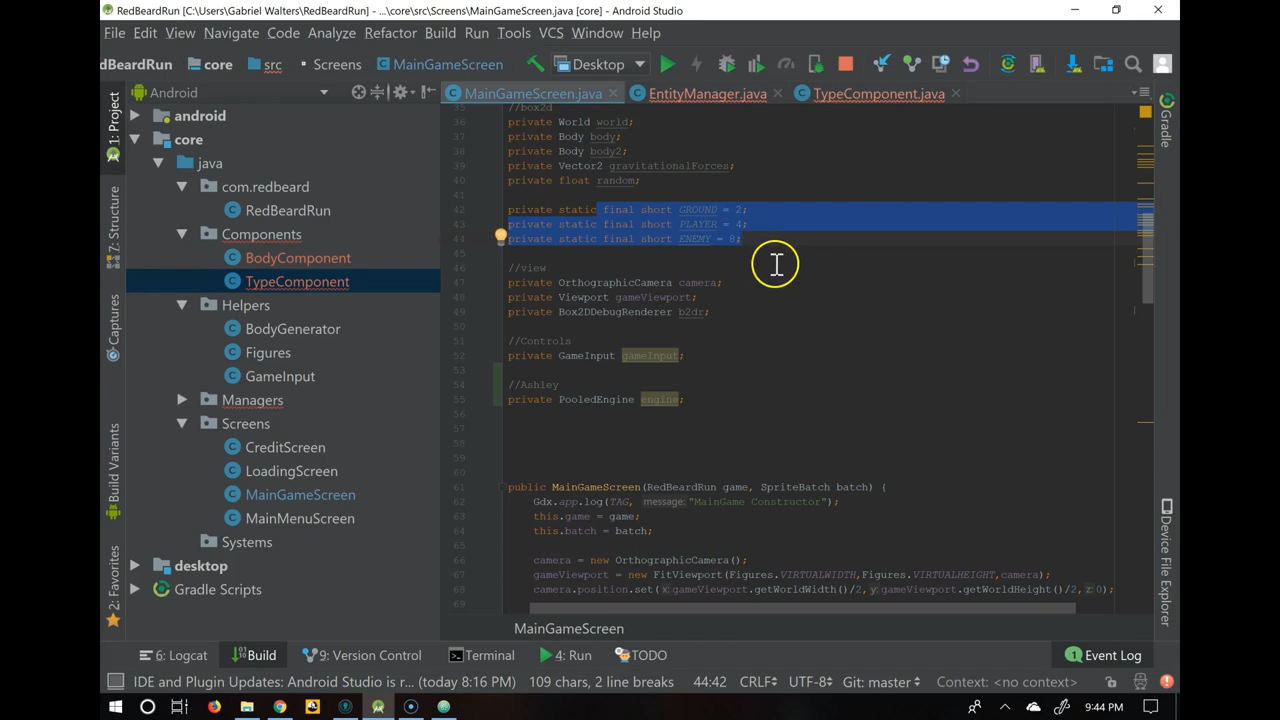 RedBeardRun [C:\Users\Gabriel Walters\RedBeardRun] - ...\core\src\Screens\MainGameScreen.java [core] - Android Studio
File Edit View Navigate Code Analyze Refactor Build Run Tools VCS Window Help
dBeardRun core src Screens MainGameScreen Desktop
Android
MainGameScreen.java EntityManager.java TypeComponent.java
1: Project
7: Structure
Captures
Build Variants
2: Favorites
android
core
java
com.redbeard
RedBeardRun
Components
BodyComponent
TypeComponent
Helpers
BodyGenerator
Figures
GameInput
Managers
Screens
CreditScreen
LoadingScreen
MainGameScreen
MainMenuScreen
Systems
desktop
Gradle Scripts
35 //box2d
36 private World world;
37 private Body body;
38 private Body body2;
39 private Vector2 gravitationalForces;
40 private float random;
41
42 private static final short GROUND = 2;
43 private static final short PLAYER = 4;
44 private static final short ENEMY = 8;
45
46 //view
47 private OrthographicCamera camera;
48 private Viewport gameViewport;
49 private Box2DDebugRenderer b2dr;
50
51 //Controls
52 private GameInput gameInput;
53
54 //Ashley
55 private PooledEngine engine;
56
57
58
59
60
61 public MainGameScreen(RedBeardRun game, SpriteBatch batch) {
62 Gdx.app.log(TAG, message: "MainGame Constructor");
63 this.game = game;
64 this.batch = batch;
65
66 camera = new OrthographicCamera();
67 gameViewport = new FitViewport(Figures.VIRTUALWIDTH,Figures.VIRTUALHEIGHT,camera);
68 camera.position.set( x: gameViewport.getWorldWidth()/2, y: gameViewport.getWorldHeight()/2, z: 0);
69
MainGameScreen
Gradle
Device File Explorer
6: Logcat Build 9: Version Control Terminal 4: Run TODO 1 Event Log
IDE and Plugin Updates: Android Studio is r... (today 8:16 PM) 109 chars, 2 line breaks 44:42 CRLF UTF-8 Git: master Context: <no context>
9:44 PM